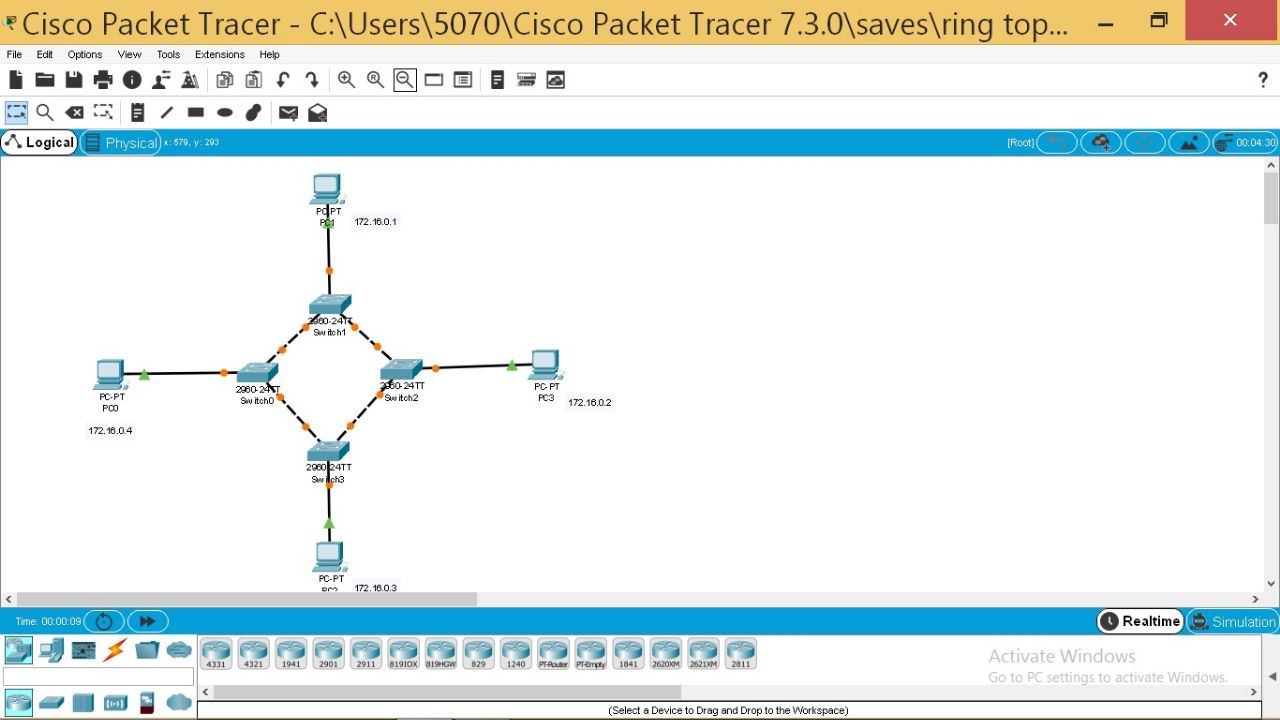 Cisco Packet Tracer - C:\Users\5070\Cisco Packet Tracer 7.3.0\saves\ring top...
File Edit Options View Tools Extensions Help
Logical Physical x: 679, y: 293 [Root] 00:04:30
PC-PT
PC1
172.16.0.1
2960-24TT
Switch1
2960-24TT
Switch0
2960-24TT
Switch2
PC-PT
PC0
172.16.0.4
PC-PT
PC3
172.16.0.2
2960-24TT
Switch3
PC-PT
PC2
172.16.0.3
Time: 00:00:09 Realtime Simulation
4331 4321 1941 2901 2911 819IOX 819HGW 829 1240 PT-Router PT-Empty 1841 2620XM 2621XM 2811
Activate Windows
Go to PC settings to activate Windows.
(Select a Device to Drag and Drop to the Workspace)